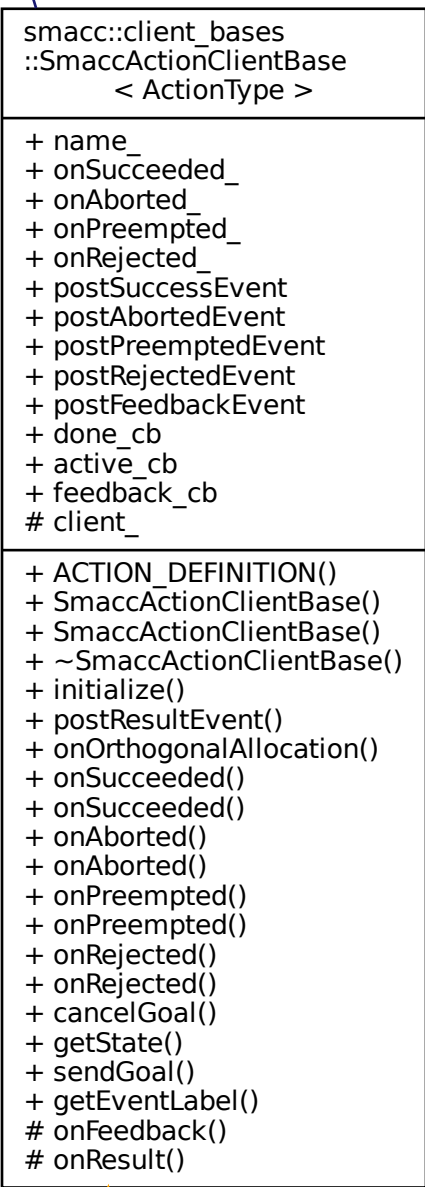 smacc::client_bases
::SmaccActionClientBase
< ActionType >
+ name_
+ onSucceeded_
+ onAborted_
+ onPreempted_
+ onRejected_
+ postSuccessEvent
+ postAbortedEvent
+ postPreemptedEvent
+ postRejectedEvent
+ postFeedbackEvent
+ done_cb
+ active_cb
+ feedback_cb
# client_
+ ACTION_DEFINITION()
+ SmaccActionClientBase()
+ SmaccActionClientBase()
+ ~SmaccActionClientBase()
+ initialize()
+ postResultEvent()
+ onOrthogonalAllocation()
+ onSucceeded()
+ onSucceeded()
+ onAborted()
+ onAborted()
+ onPreempted()
+ onPreempted()
+ onRejected()
+ onRejected()
+ cancelGoal()
+ getState()
+ sendGoal()
+ getEventLabel()
# onFeedback()
# onResult()